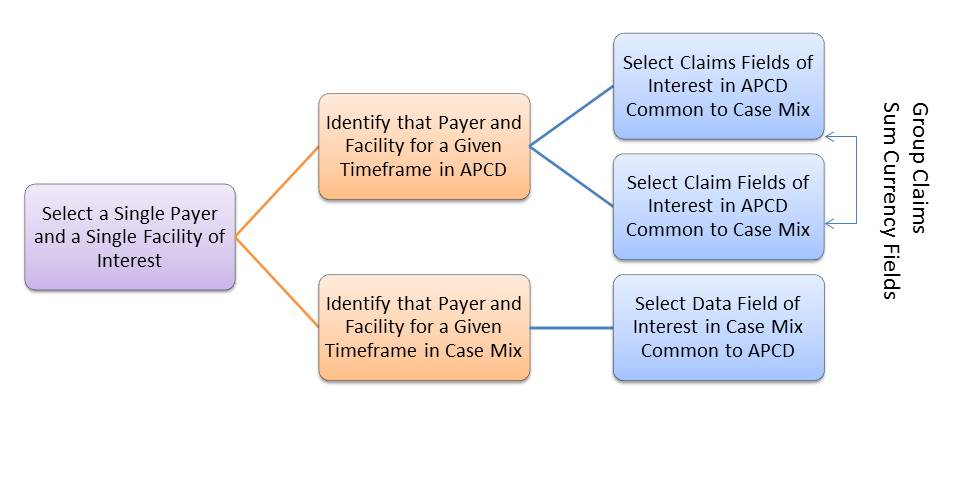 Select a Single Payer
and a Single Facility of
Interest
Identify that Payer and
Facility for a Given
Timeframe in APCD
Identify that Payer and
Facility for a Given
Timeframe in Case Mix
Select Claims Fields of
Interest in APCD
Common to Case Mix
Select Claim Fields of
Interest in APCD
Common to Case Mix
Select Data Field of
Interest in Case Mix
Common to APCD
Group Claims
Sum Currency Fields